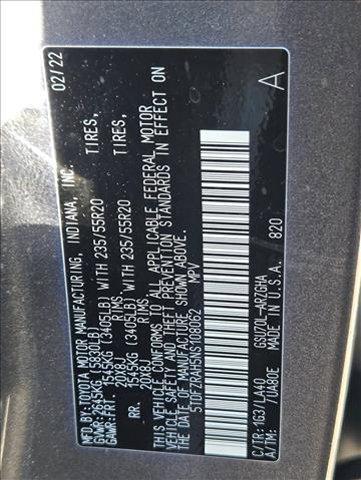 02/22
MFD. BY: TOYOTA MOTOR MANUFACTURING, INDIANA, INC.
GVWR: 2645KG (5830LB)
GAWR: FRT. 1545KG (3405LB) WITH 235/55R20 TIRES,
20X8J RIMS
RR. 1545KG (3405LB) WITH 235/55R20 TIRES,
20X8J RIMS
THIS VEHICLE CONFORMS TO ALL APPLICABLE FEDERAL MOTOR
VEHICLE SAFETY AND THEFT PREVENTION STANDARDS IN EFFECT ON
THE DATE OF MANUFACTURE SHOWN ABOVE.
5TDFZRAH5NS108062 MPV
C/TR: 1G3/LA40 GSU70L-ARZGHA
A/TM: /UA80E MADE IN U.S.A. 820
A